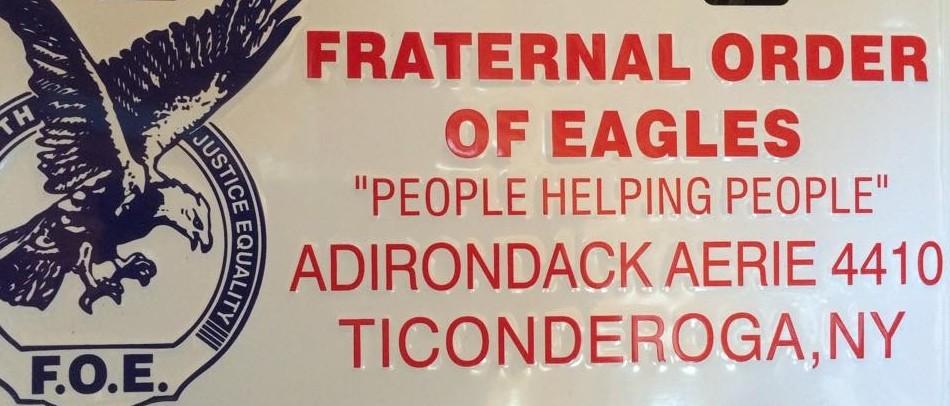 FRATERNAL ORDER
OF EAGLES
"PEOPLE HELPING PEOPLE"
ADIRONDACK AERIE 4410
TICONDEROGA, NY
JUSTICE EQUALITY
F.O.E.